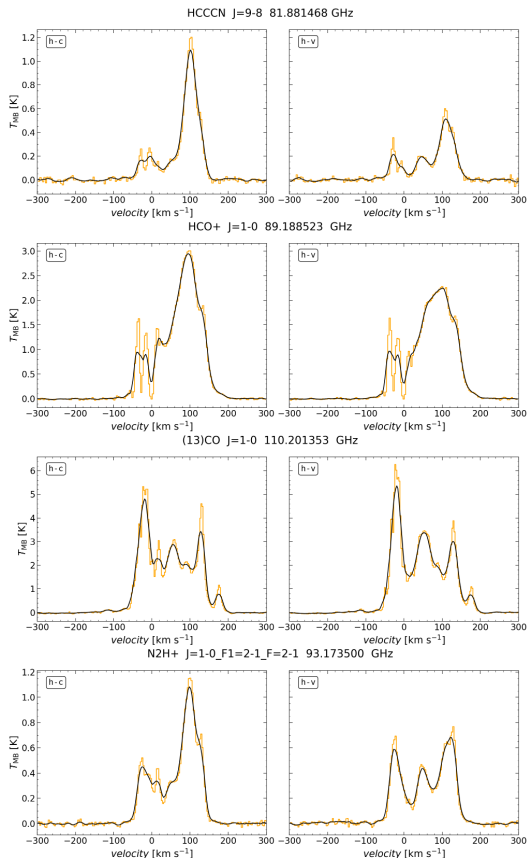 HCCCN J=9-8 81.881468 GHz
h-c
h-v
T_MB [K]
1.2
1.0
0.8
0.6
0.4
0.2
0.0
−300 −200 −100 0 100 200 300
−300 −200 −100 0 100 200 300
velocity [km s⁻¹]
velocity [km s⁻¹]
HCO+ J=1-0 89.188523 GHz
h-c
h-v
T_MB [K]
3.0
2.5
2.0
1.5
1.0
0.5
0.0
−300 −200 −100 0 100 200 300
−300 −200 −100 0 100 200 300
velocity [km s⁻¹]
velocity [km s⁻¹]
(13)CO J=1-0 110.201353 GHz
h-c
h-v
T_MB [K]
6
5
4
3
2
1
0
−300 −200 −100 0 100 200 300
−300 −200 −100 0 100 200 300
velocity [km s⁻¹]
velocity [km s⁻¹]
N2H+ J=1-0_F1=2-1_F=2-1 93.173500 GHz
h-c
h-v
T_MB [K]
1.2
1.0
0.8
0.6
0.4
0.2
0.0
−300 −200 −100 0 100 200 300
−300 −200 −100 0 100 200 300
velocity [km s⁻¹]
velocity [km s⁻¹]